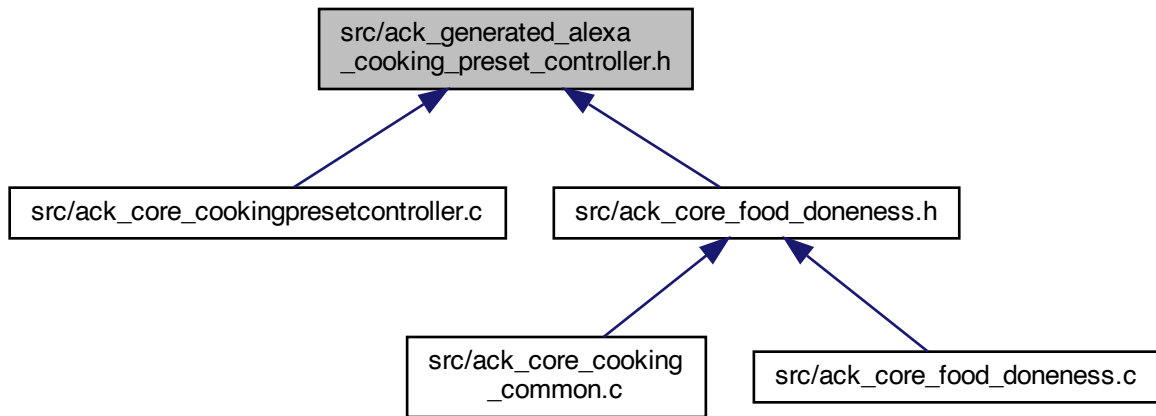 src/ack_generated_alexa
_cooking_preset_controller.h
src/ack_core_cookingpresetcontroller.c
src/ack_core_food_doneness.h
src/ack_core_cooking
_common.c
src/ack_core_food_doneness.c